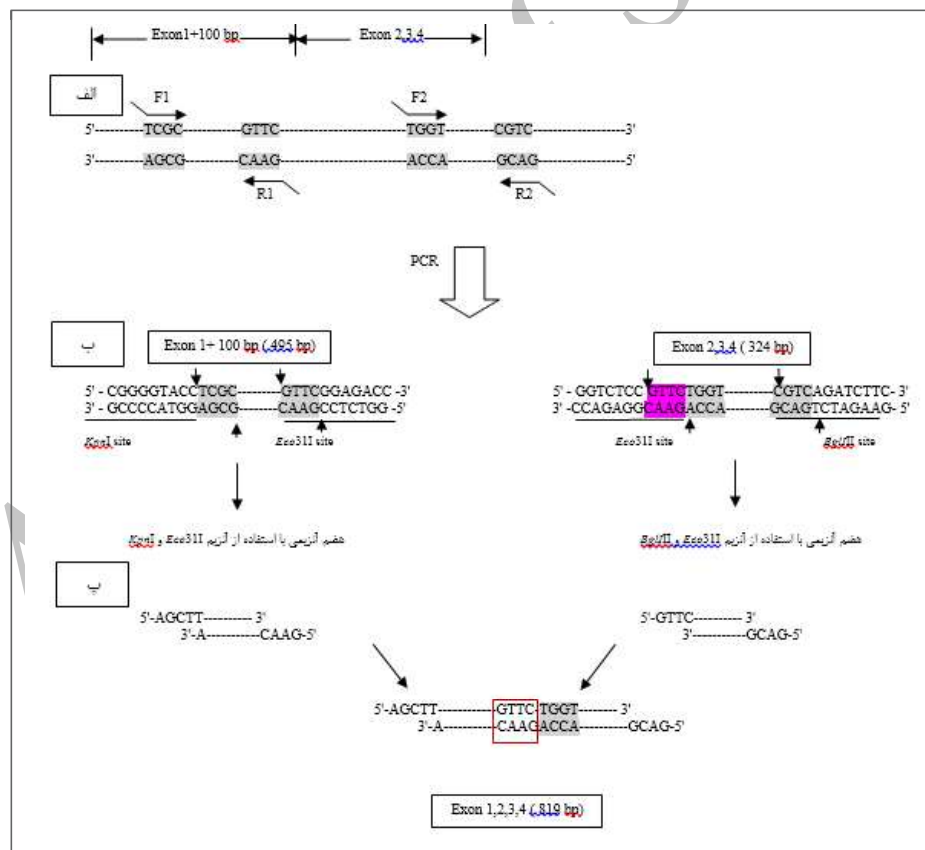 Exon1+100 bp Exon 2,3,4
الف
F1 F2
5'----------TCGC-----------GTTC-----------------TGGT----------CGTC------------------3'
3'----------AGCG-----------CAAG-----------------ACCA----------GCAG------------------5'
R1 R2
PCR
ب
Exon 1+ 100 bp (.495 bp) Exon 2,3,4 ( 324 bp)
5' - CGGGGTACCTCGC---------GTTCGGAGACC -3' 5' - GGTCTCC GTTCTGGT----------CGTCAGATCTTC- 3'
3' - GCCCCATGGAGCG--------CAAGCCTCTGG -5' 3' - CCAGAGGCAAGACCA----------GCAGTCTAGAAG- 5'
KpnI site Eco31I site Eco31I site BglfII site
هضم آنزیمی با استفاده از آنزیم Eco31I و KpnI هضم آنزیمی با استفاده از آنزیم Eco31I و BglfII
پ
5'-AGCTT---------- 3' 5'-GTTC---------- 3'
3'-A-----------CAAG-5' 3'----------GCAG-5'
5'-AGCTT------------GTTC-TGGT-------- 3'
3'-A-----------CAAGACCA-----------GCAG-5'
Exon 1,2,3,4 (.819 bp)